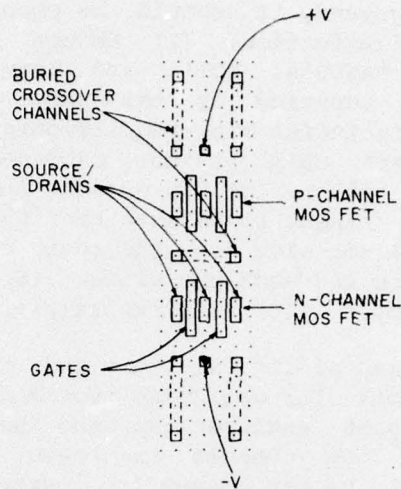 +V
BURIED
CROSSOVER
CHANNELS
SOURCE/
DRAINS
P-CHANNEL
MOS FET
N-CHANNEL
MOS FET
GATES
-V